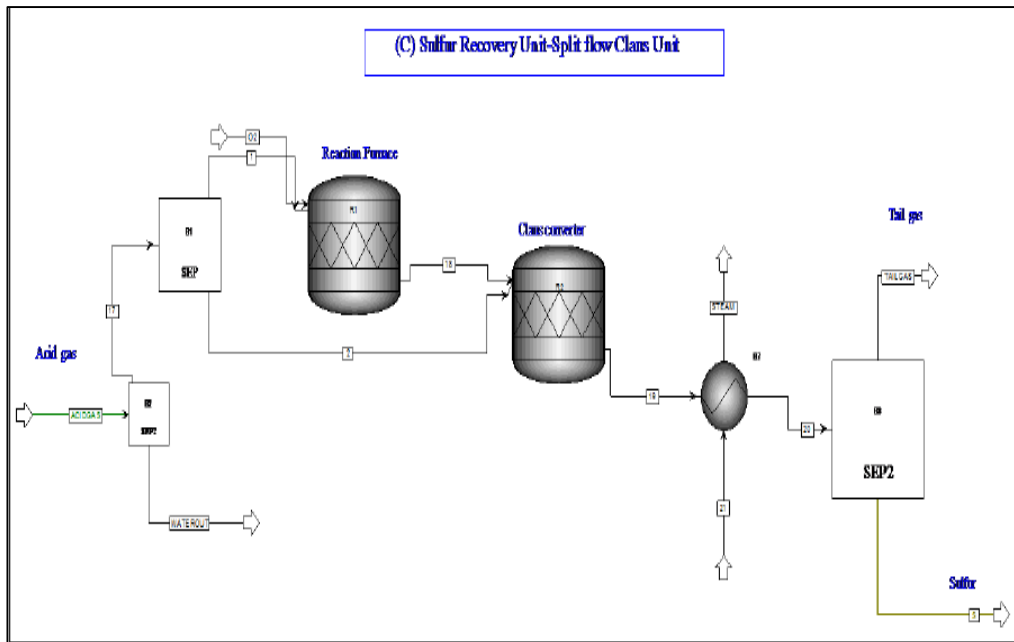 (C) Sulfur Recovery Unit-Split flow Claus Unit
O2
1
Reaction Furnace
B1
SEP
Claus converter
18
Tail gas
TAILGAS
17
2
STEAM
Acid gas
ACIDGAS
19
20
SEP2
21
WATEROUT
Sulfur
S